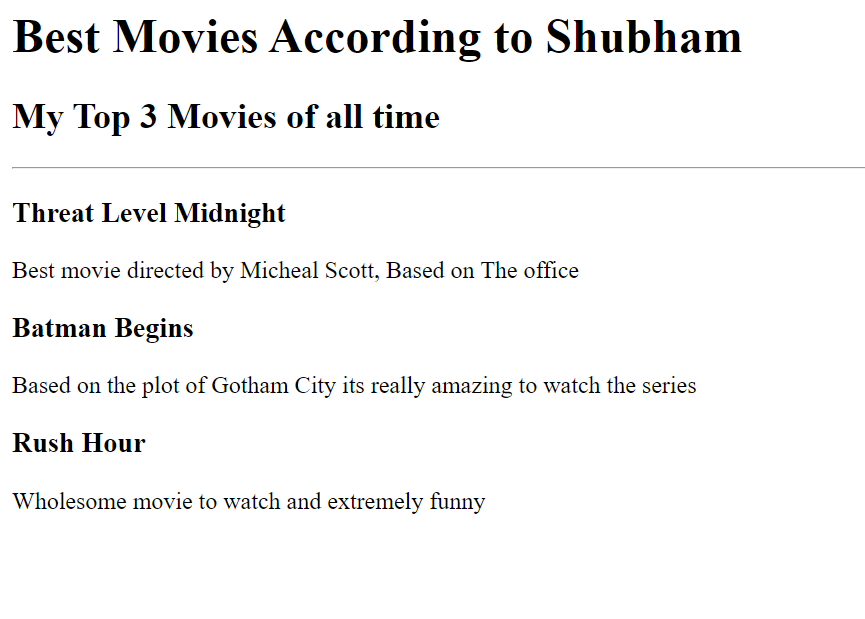 Best Movies According to Shubham
My Top 3 Movies of all time
Threat Level Midnight
Best movie directed by Micheal Scott, Based on The office
Batman Begins
Based on the plot of Gotham City its really amazing to watch the series
Rush Hour
Wholesome movie to watch and extremely funny